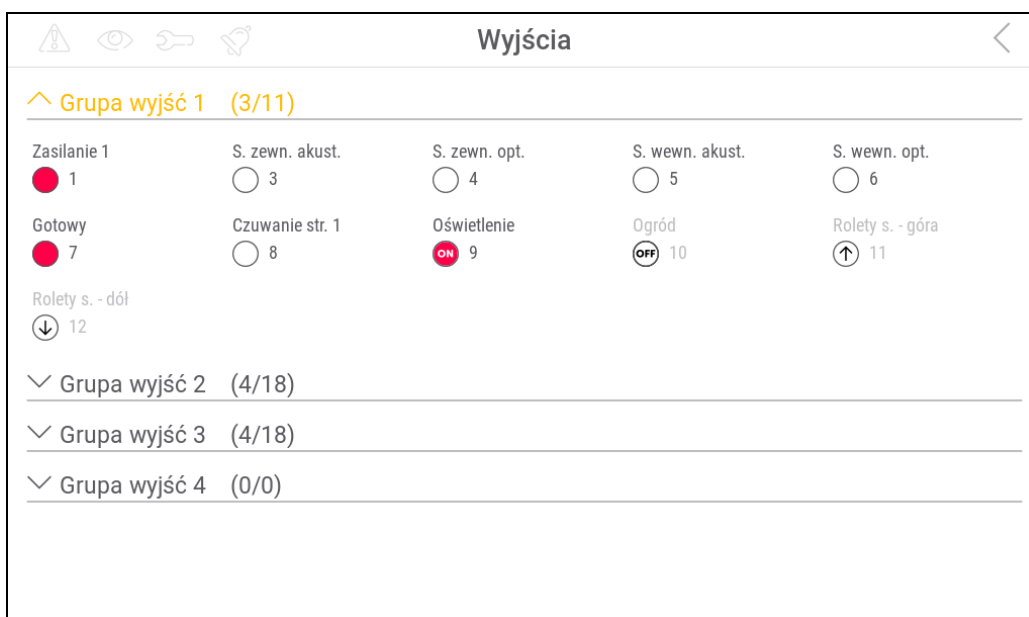 Wyjścia
Grupa wyjść 1 (3/11)
Zasilanie 1 S. zewn. akust. S. zewn. opt. S. wewn. akust. S. wewn. opt.
1 3 4 5 6
Gotowy Czuwanie str. 1 Oświetlenie Ogród Rolety s. - góra
7 8 ON 9 OFF 10 11
Rolety s. - dół
12
Grupa wyjść 2 (4/18)
Grupa wyjść 3 (4/18)
Grupa wyjść 4 (0/0)